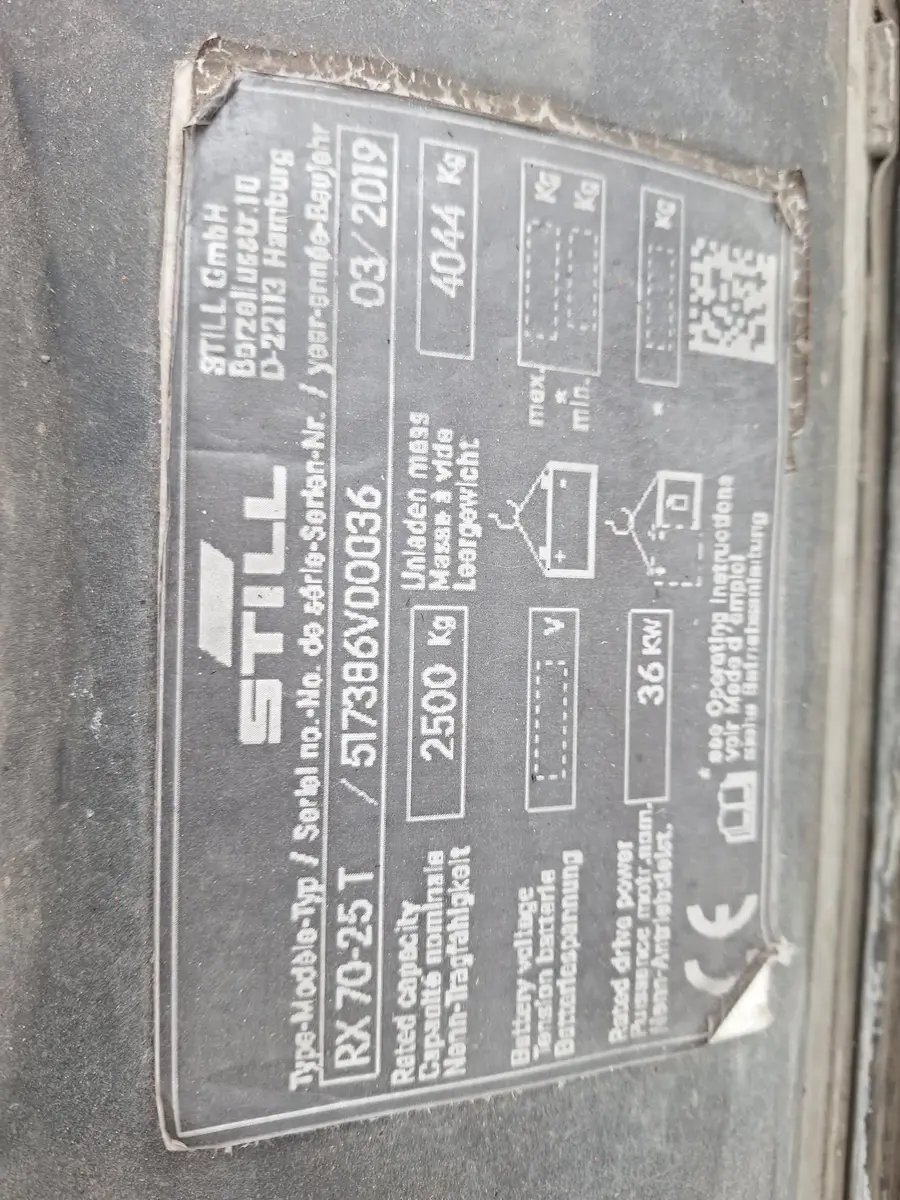 STILL
STILL GmbH
Berzeliusstr.10
D-22113 Hamburg
Type-Modèle-Typ / Serial no.-No. de série-Serien-Nr. / year-année-Baujahr
RX 70-25 T / 517386V00036 03/2019
Rated capacity
Capacité nominale
Nenn-Tragfähigkeit
2500 Kg
Unladen mass
Masse à vide
Leergewicht
4044 Kg
Battery voltage
Tension batterie
Batteriespannung
V
+ -
max. Kg
*
min. Kg
Rated drive power
Puissance motr.nom.
Nenn-Antriebsleist.
36 KW
* Kg
CE
* see Operating Instructions
voir Mode d'emploi
siehe Betriebsanleitung